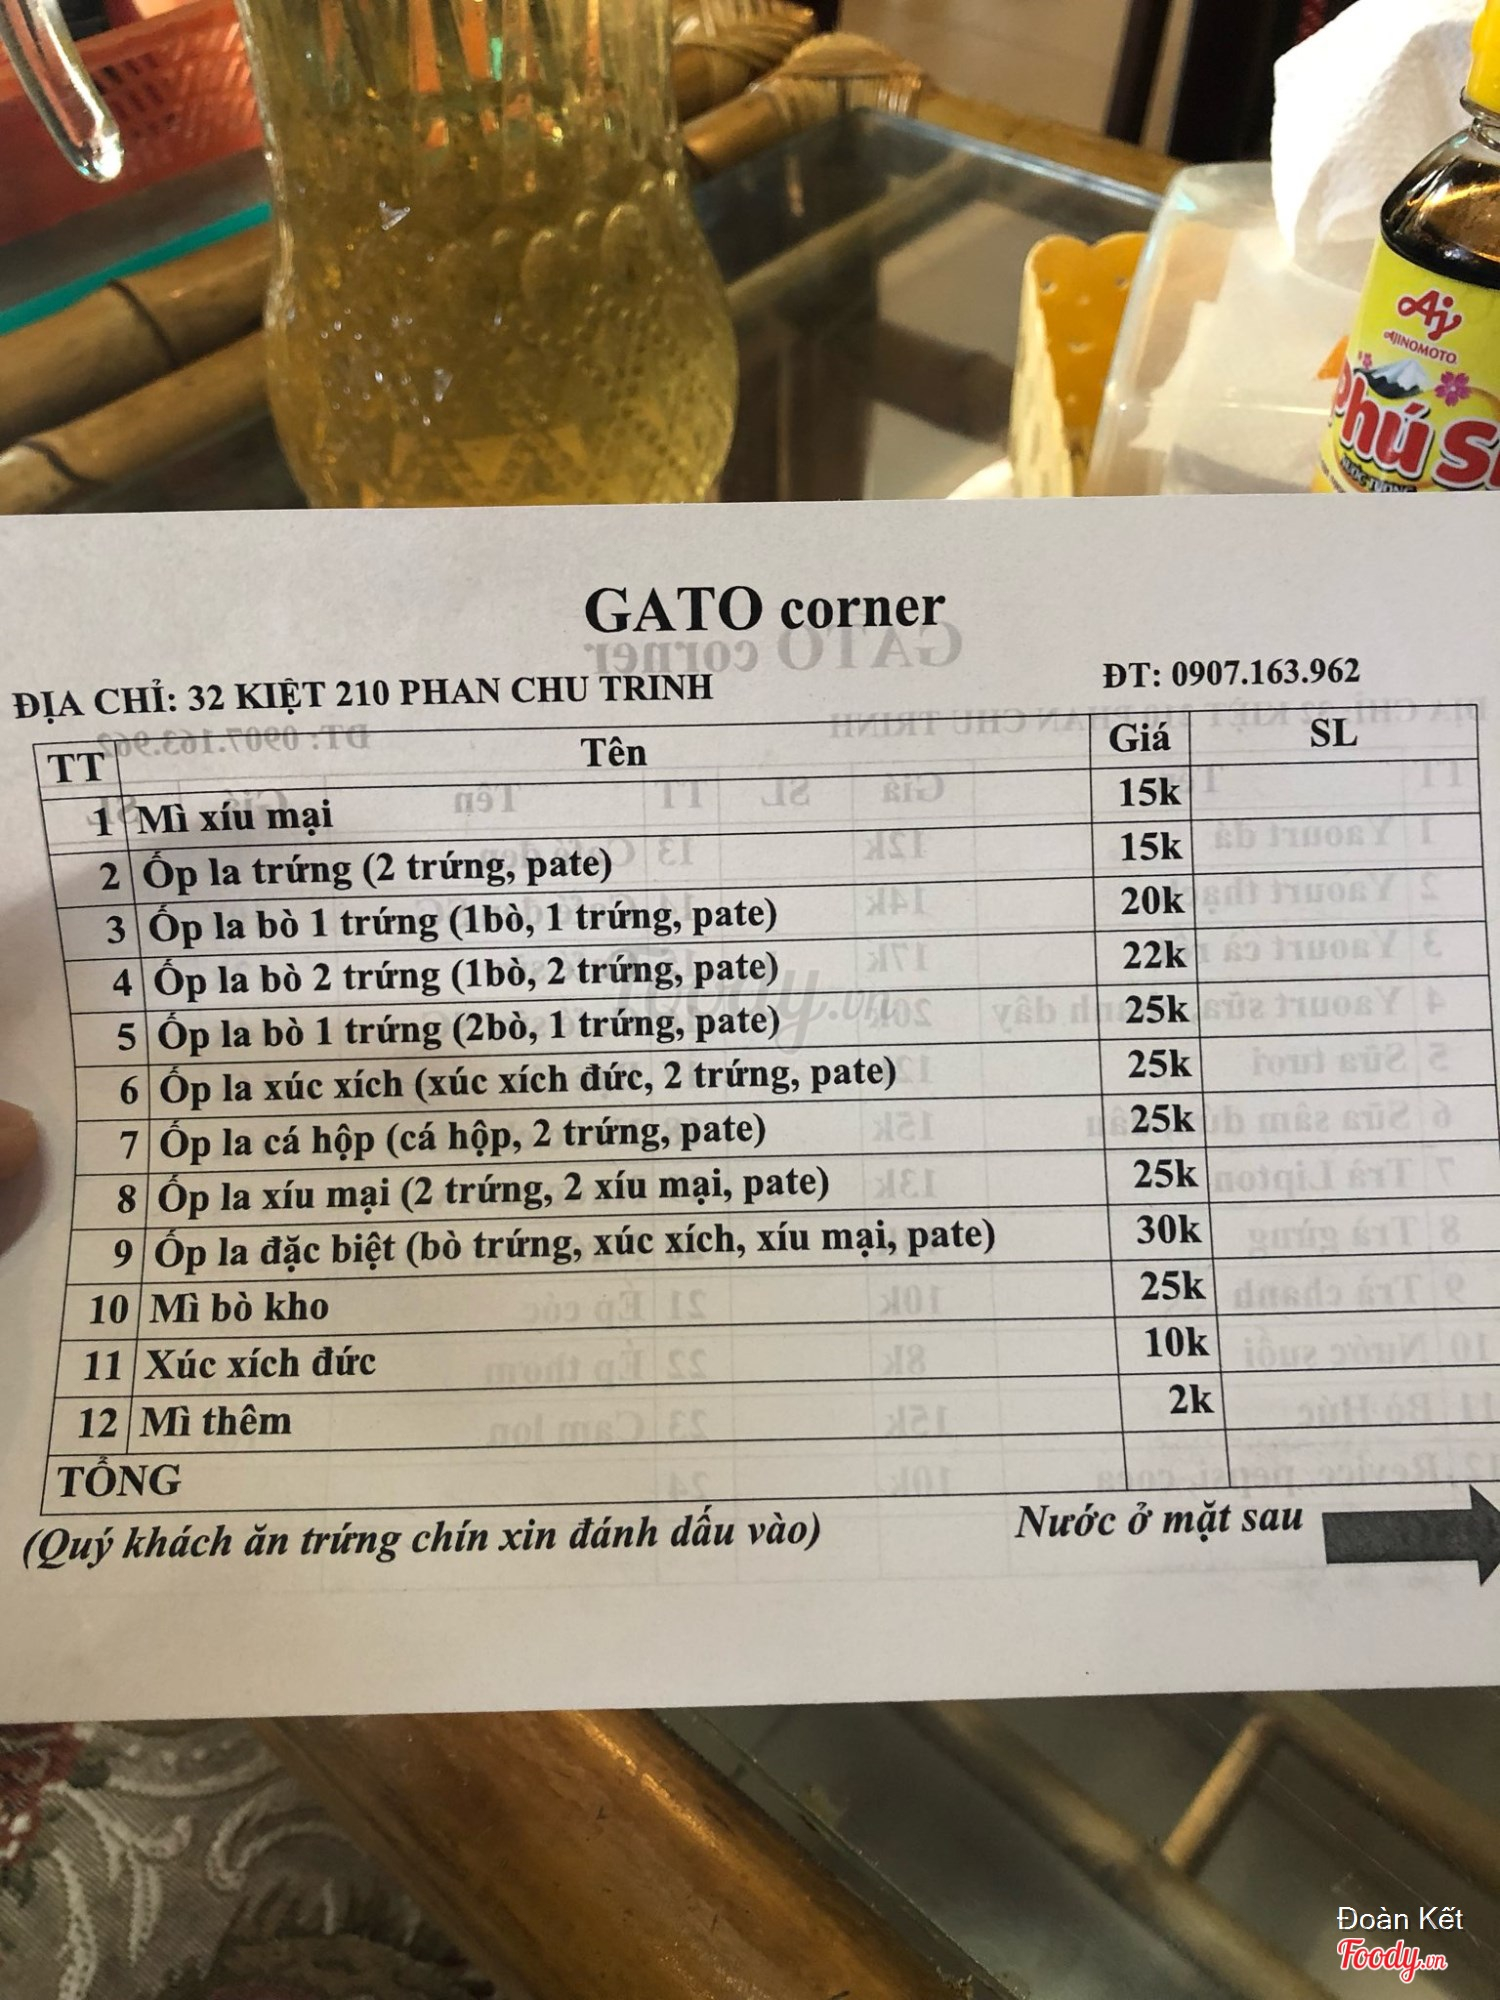 AJINOMOTO
Phú S
GATO corner
ĐỊA CHỈ: 32 KIỆT 210 PHAN CHU TRINH ĐT: 0907.163.962
TT Tên Giá SL
1 Mì xíu mại 15k
2 Ốp la trứng (2 trứng, pate) 15k
3 Ốp la bò 1 trứng (1bò, 1 trứng, pate) 20k
4 Ốp la bò 2 trứng (1bò, 2 trứng, pate) 22k
5 Ốp la bò 1 trứng (2bò, 1 trứng, pate) 25k
6 Ốp la xúc xích (xúc xích đức, 2 trứng, pate) 25k
7 Ốp la cá hộp (cá hộp, 2 trứng, pate) 25k
8 Ốp la xíu mại (2 trứng, 2 xíu mại, pate) 25k
9 Ốp la đặc biệt (bò trứng, xúc xích, xíu mại, pate) 30k
10 Mì bò kho 25k
11 Xúc xích đức 10k
12 Mì thêm 2k
TỔNG
(Quý khách ăn trứng chín xin đánh dấu vào) Nước ở mặt sau
Foody.vn
Đoàn Kết
Foody.vn